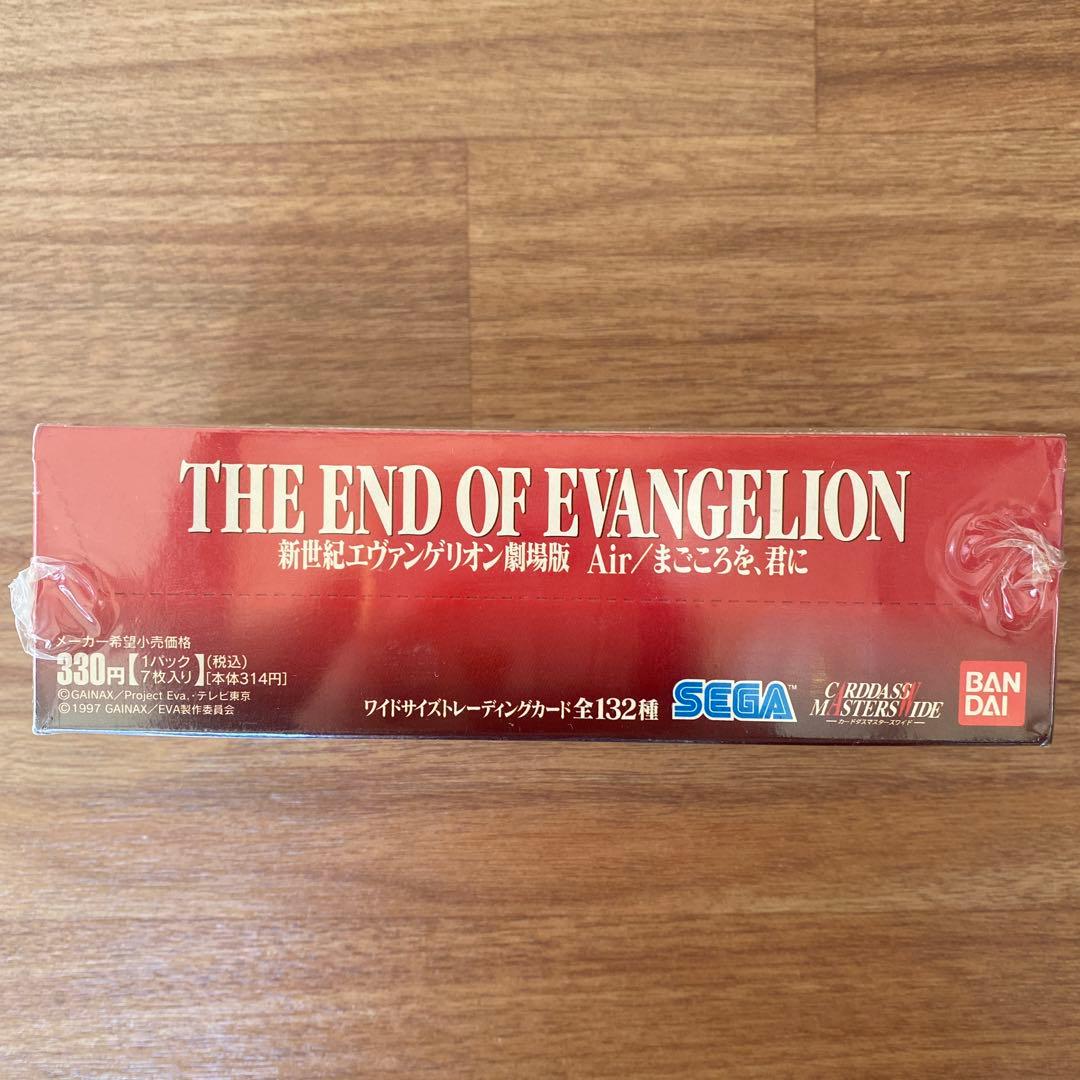 THE END OF EVANGELION
新世紀エヴァンゲリオン劇場版 Air/まごころを、君に
メーカー希望小売価格
330円【1パック7枚入り】(税込)[本体314円]
©GAINAX/Project Eva.・テレビ東京
©1997 GAINAX/EVA製作委員会
ワイドサイズトレーディングカード全132種
SEGA™
CARDDASS MASTERS WIDE
カードダスマスターズワイド
BAN
DAI